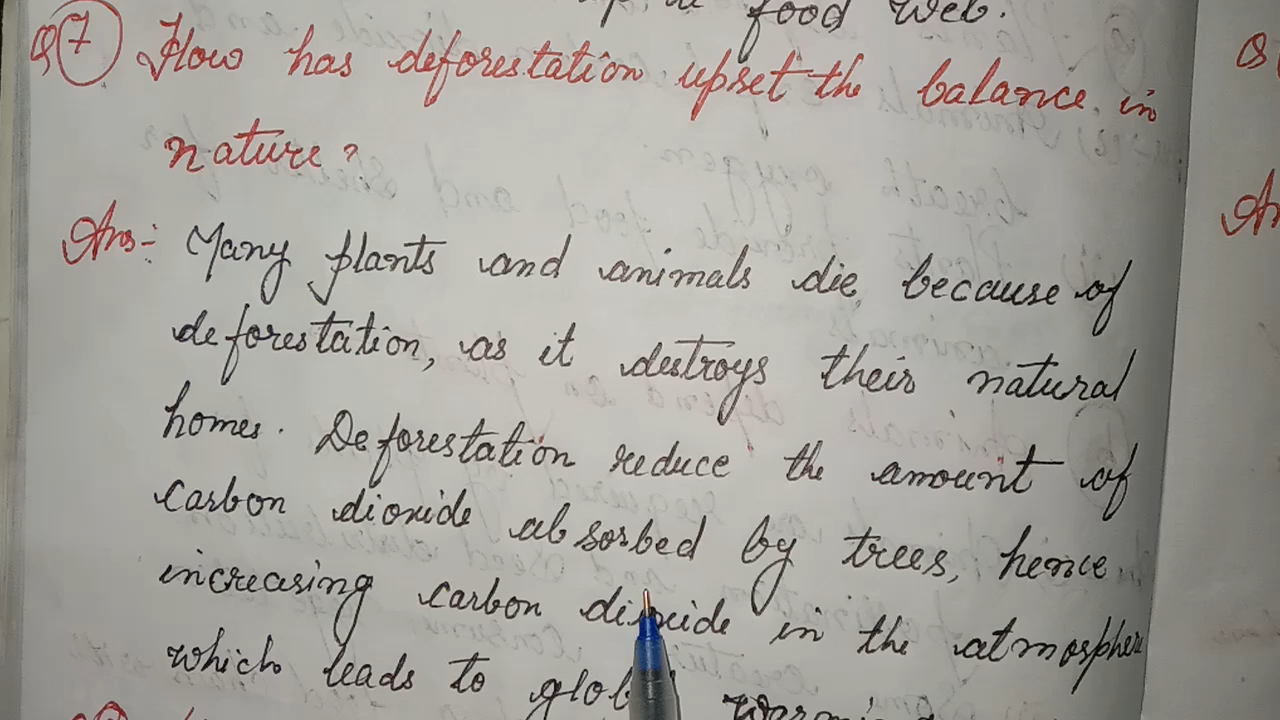 food web.
Q7 How has deforestation upset the balance in
nature?
Ans:- Many plants and animals die because of
deforestation, as it destroys their natural
homes. Deforestation reduce the amount of
carbon dioxide absorbed by trees, hence
increasing carbon dioxide in the atmosphere
which leads to global warming